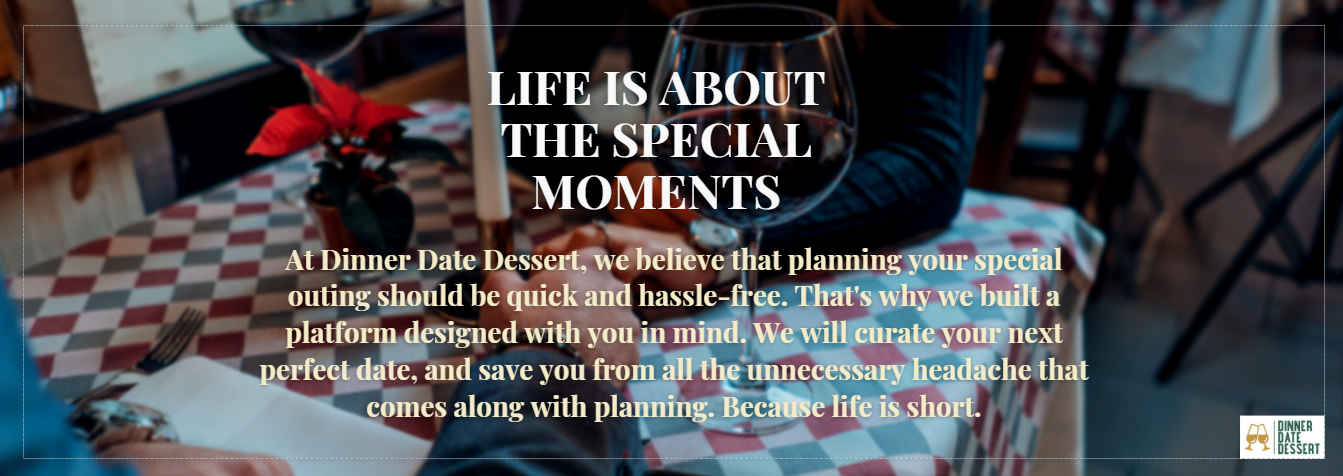 LIFE IS ABOUT
THE SPECIAL
MOMENTS
At Dinner Date Dessert, we believe that planning your special
outing should be quick and hassle-free. That's why we built a
platform designed with you in mind. We will curate your next
perfect date, and save you from all the unnecessary headache that
comes along with planning. Because life is short.
DINNER
DATE
DESSERT